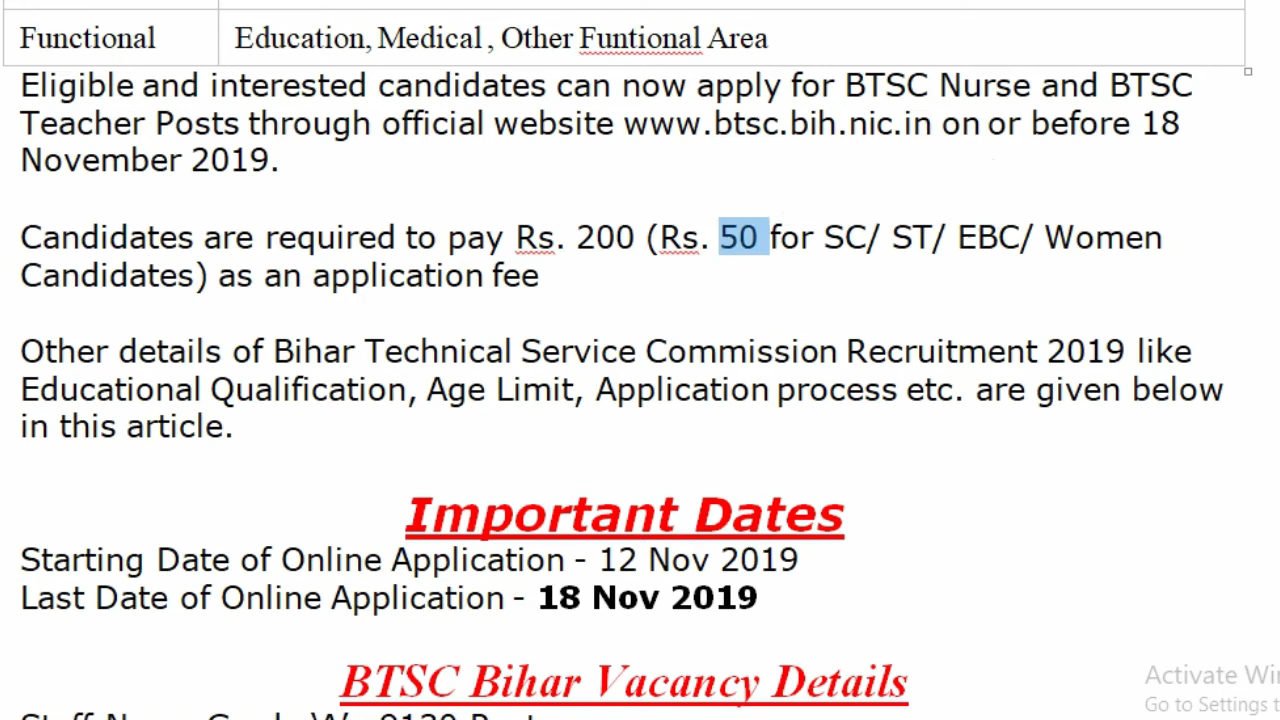 Functional Education, Medical, Other Funtional Area
Eligible and interested candidates can now apply for BTSC Nurse and BTSC
Teacher Posts through official website www.btsc.bih.nic.in on or before 18
November 2019.
Candidates are required to pay Rs. 200 (Rs. 50 for SC/ ST/ EBC/ Women
Candidates) as an application fee
Other details of Bihar Technical Service Commission Recruitment 2019 like
Educational Qualification, Age Limit, Application process etc. are given below
in this article.
Important Dates
Starting Date of Online Application - 12 Nov 2019
Last Date of Online Application - 18 Nov 2019
BTSC Bihar Vacancy Details
Activate Win
Go to Settings t